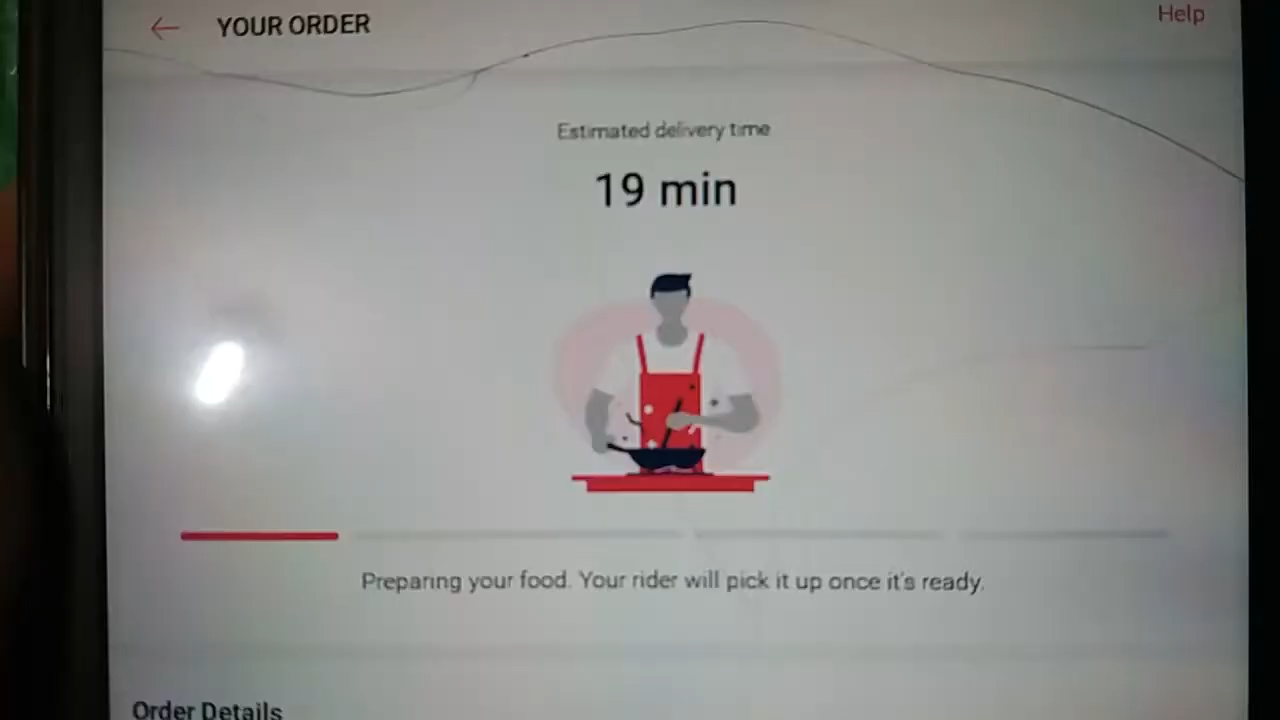 YOUR ORDER
Help
Estimated delivery time
19 min
Preparing your food. Your rider will pick it up once it's ready.
Order Details